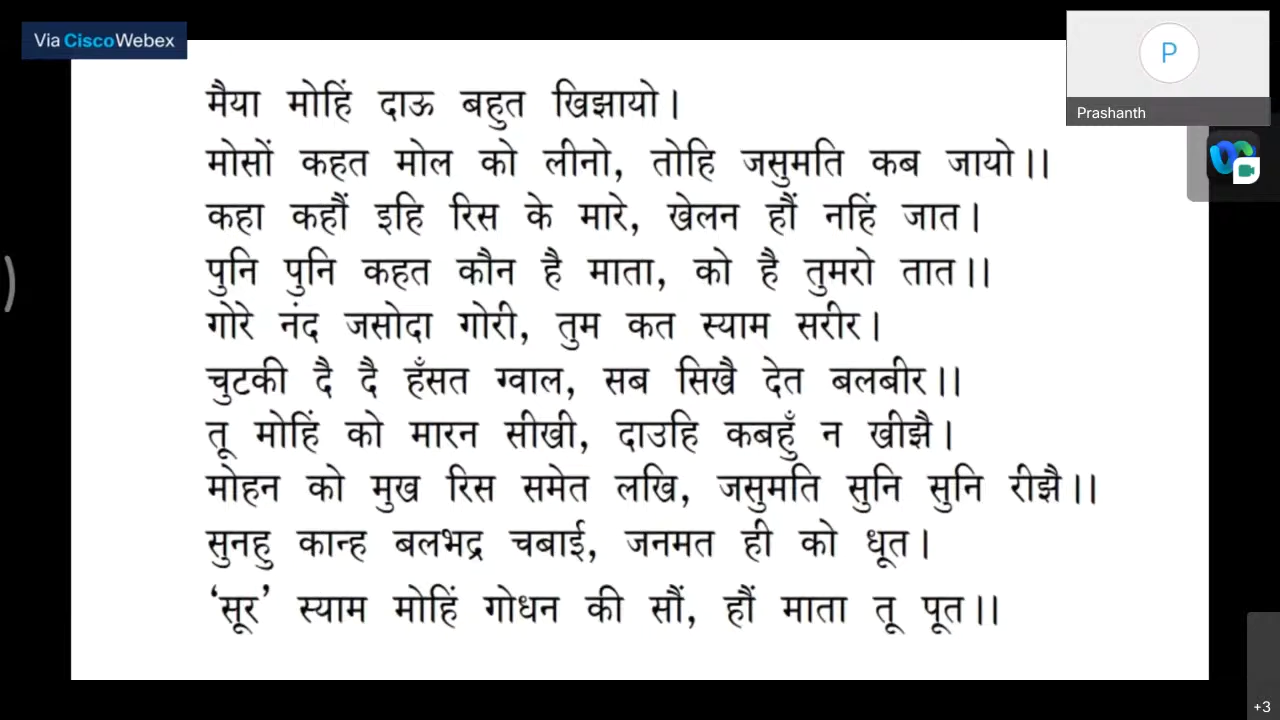 Via CiscoWebex
P
Prashanth
मैया मोहिं दाऊ बहुत खिझायो।
मोसों कहत मोल को लीनो, तोहि जसुमति कब जायो।।
कहा कहौं इहि रिस के मारे, खेलन हौं नहिं जात।
पुनि पुनि कहत कौन है माता, को है तुमरो तात।।
गोरे नंद जसोदा गोरी, तुम कत स्याम सरीर।
चुटकी दै दै हँसत ग्वाल, सब सिखै देत बलबीर।।
तू मोहिं को मारन सीखी, दाउहि कबहुँ न खीझै।
मोहन को मुख रिस समेत लखि, जसुमति सुनि सुनि रीझै।।
सुनहु कान्ह बलभद्र चबाई, जनमत ही को धूत।
‘सूर’ स्याम मोहिं गोधन की सौं, हौं माता तू पूत।।
+3